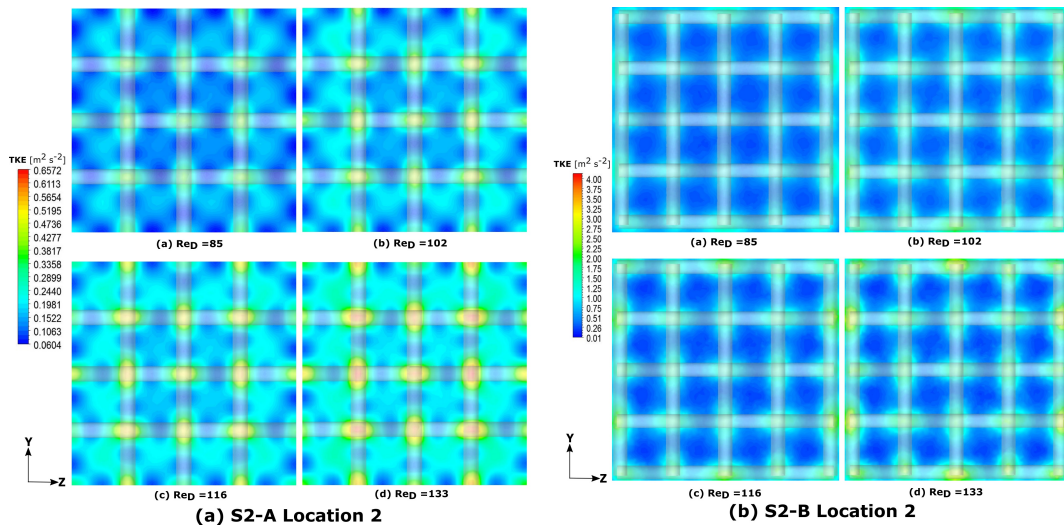 TKE [m² s⁻²]
0.6572
0.6113
0.5654
0.5195
0.4736
0.4277
0.3817
0.3358
0.2899
0.2440
0.1981
0.1522
0.1063
0.0604
(a) ReD =85
(b) ReD =102
(c) ReD =116
(d) ReD =133
Y
Z
(a) S2-A Location 2
TKE [m² s⁻²]
4.00
3.75
3.50
3.25
3.00
2.75
2.50
2.25
2.00
1.75
1.50
1.25
1.00
0.75
0.50
0.26
0.01
(a) ReD =85
(b) ReD =102
(c) ReD =116
(d) ReD =133
Y
Z
(b) S2-B Location 2